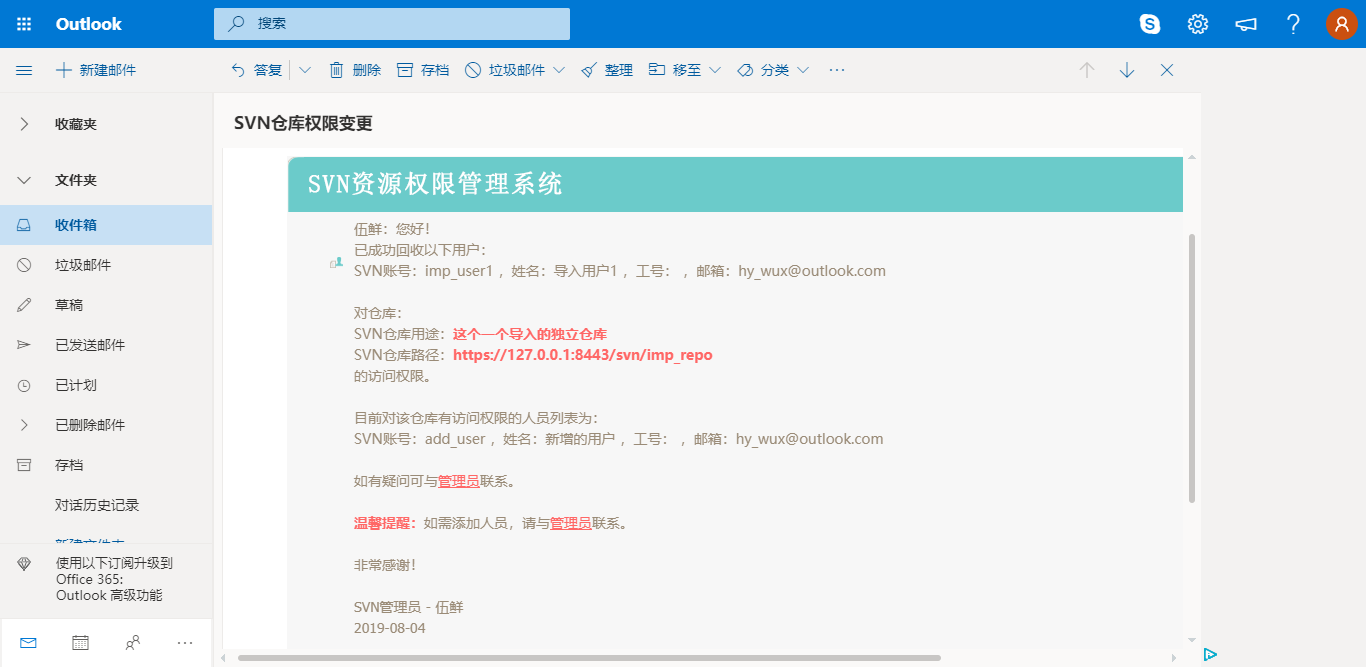 Outlook
搜索
新建邮件
答复
删除
存档
垃圾邮件
整理
移至
分类
收藏夹
文件夹
收件箱
垃圾邮件
草稿
已发送邮件
已计划
已删除邮件
存档
对话历史记录
新建文件夹
使用以下订阅升级到
Office 365:
Outlook 高级功能
SVN仓库权限变更
SVN资源权限管理系统
伍鲜：您好！
已成功回收以下用户：
SVN账号：imp_user1 ，姓名：导入用户1 ，工号： ，邮箱：hy_wux@outlook.com
对仓库：
SVN仓库用途：这个一个导入的独立仓库
SVN仓库路径：https://127.0.0.1:8443/svn/imp_repo
的访问权限。
目前对该仓库有访问权限的人员列表为：
SVN账号：add_user ，姓名：新增的用户 ，工号： ，邮箱：hy_wux@outlook.com
如有疑问可与管理员联系。
温馨提醒：如需添加人员，请与管理员联系。
非常感谢！
SVN管理员 - 伍鲜
2019-08-04